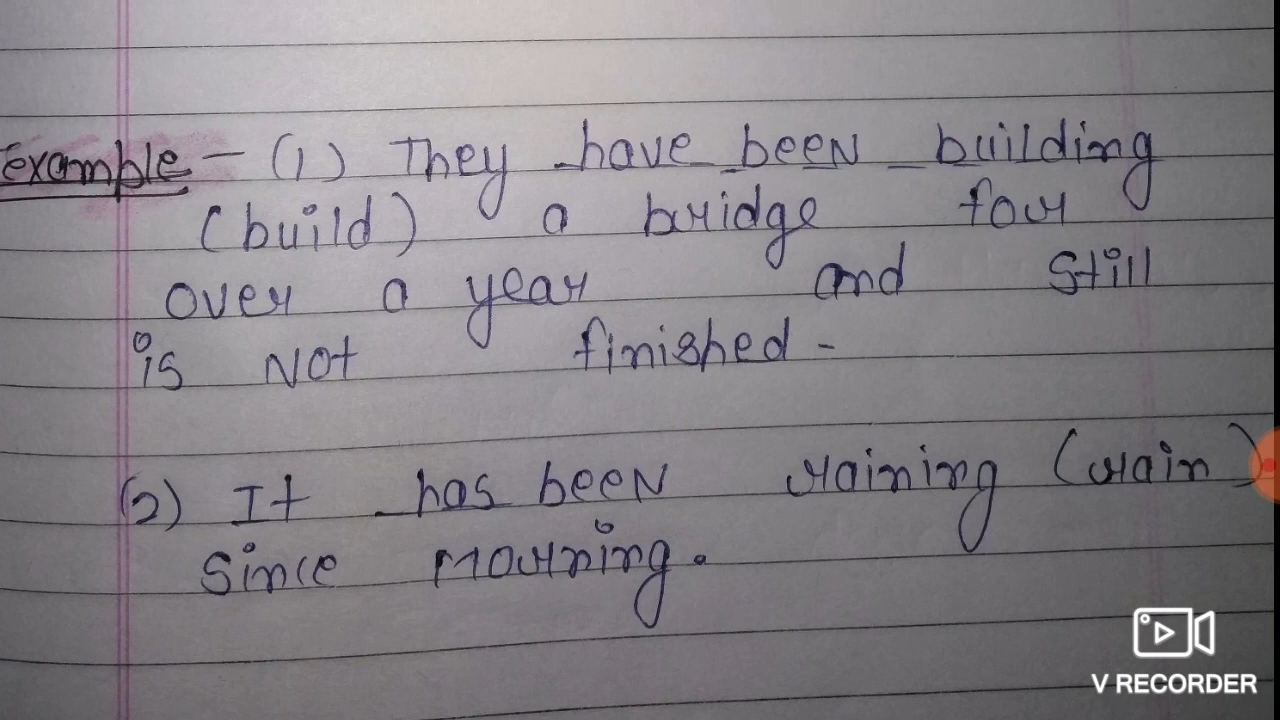 Example - (1) They have been building
(build) a bridge for
over a year and still
is Not finished -
(2) It has been raining (rain)
since Morning.
V RECORDER